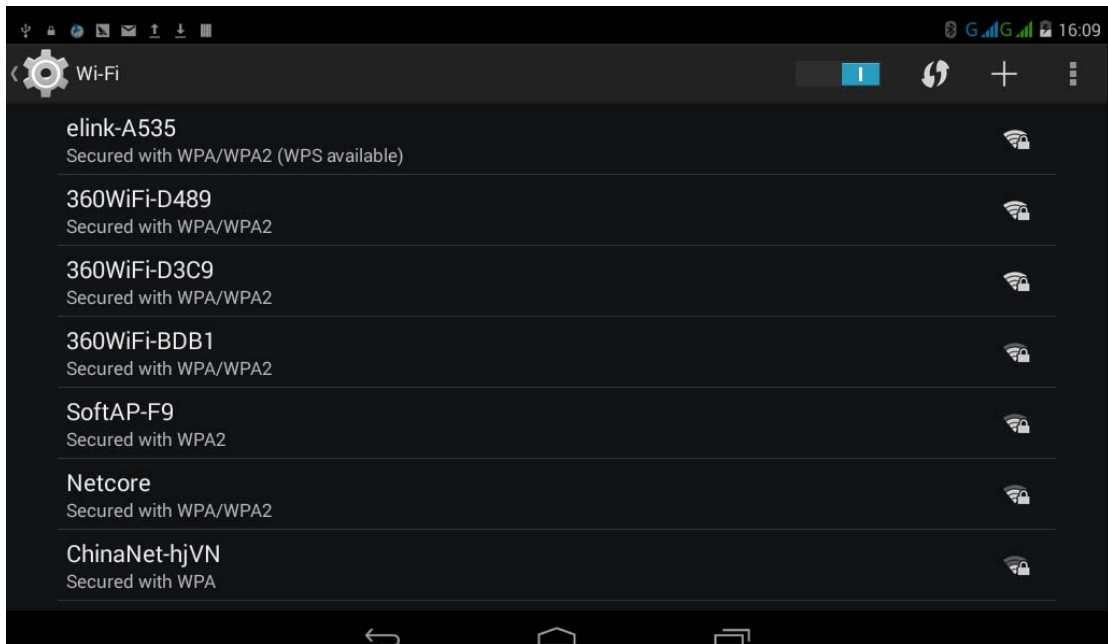 G G 16:09
Wi-Fi
elink-A535
Secured with WPA/WPA2 (WPS available)
360WiFi-D489
Secured with WPA/WPA2
360WiFi-D3C9
Secured with WPA/WPA2
360WiFi-BDB1
Secured with WPA/WPA2
SoftAP-F9
Secured with WPA2
Netcore
Secured with WPA/WPA2
ChinaNet-hjVN
Secured with WPA